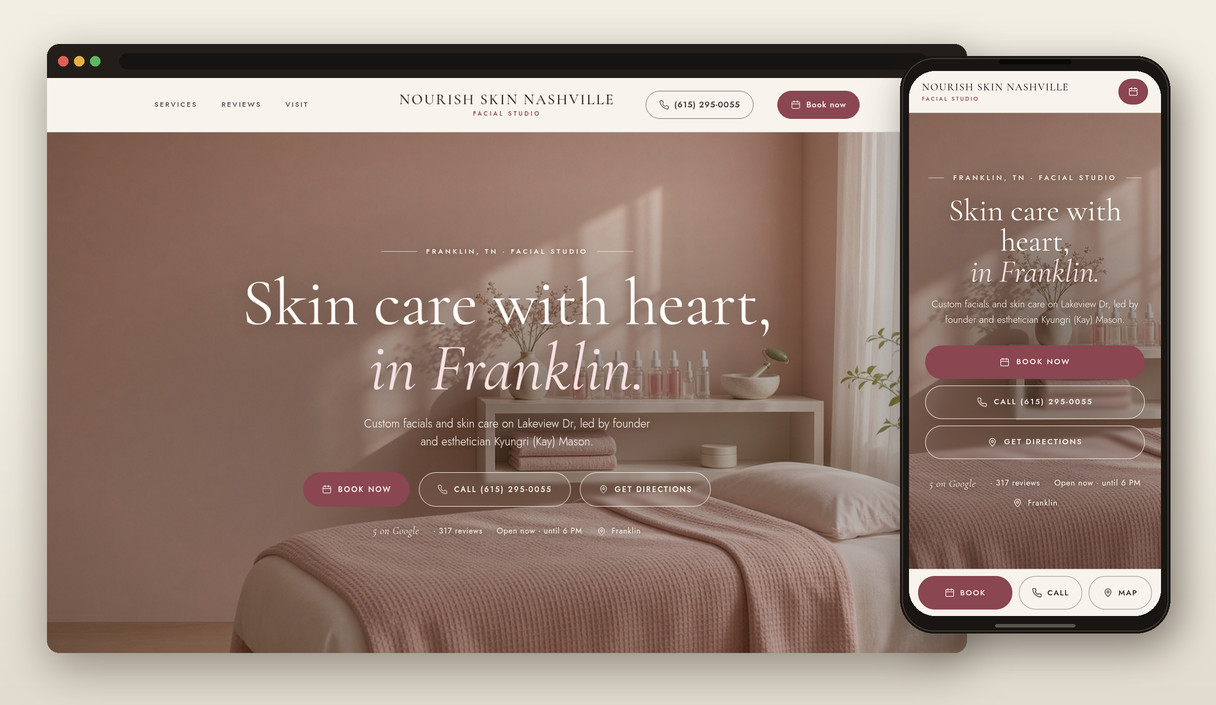 SERVICES REVIEWS VISIT
NOURISH SKIN NASHVILLE
FACIAL STUDIO
(615) 295-0055
Book now
FRANKLIN, TN · FACIAL STUDIO
Skin care with heart,
in Franklin.
Custom facials and skin care on Lakeview Dr, led by founder
and esthetician Kyungri (Kay) Mason.
BOOK NOW
CALL (615) 295-0055
GET DIRECTIONS
5 on Google · 317 reviews Open now · until 6 PM Franklin
NOURISH SKIN NASHVILLE
FACIAL STUDIO
FRANKLIN, TN · FACIAL STUDIO
Skin care with
heart,
in Franklin.
Custom facials and skin care on Lakeview Dr, led by
founder and esthetician Kyungri (Kay) Mason.
BOOK NOW
CALL (615) 295-0055
GET DIRECTIONS
5 on Google · 317 reviews Open now · until 6 PM
Franklin
BOOK CALL MAP